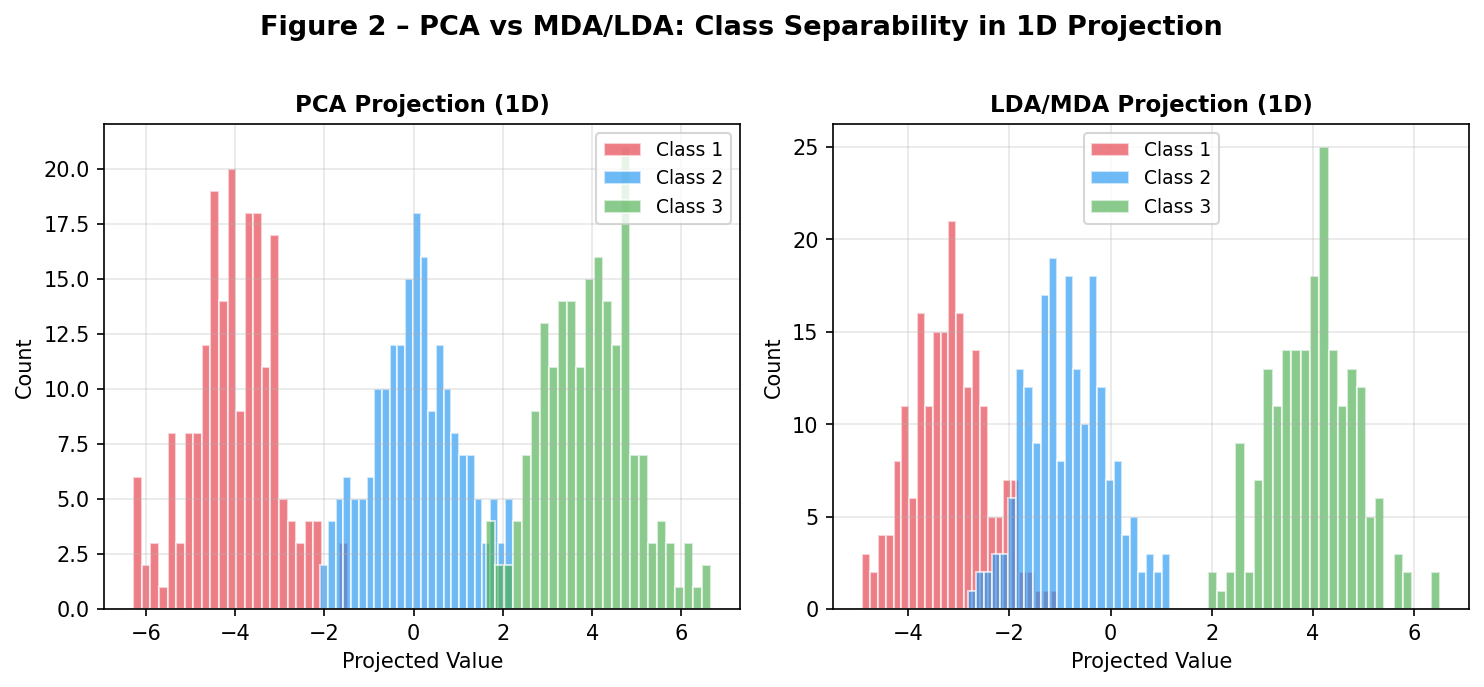 Figure 2 – PCA vs MDA/LDA: Class Separability in 1D Projection
PCA Projection (1D)
Class 1
Class 2
Class 3
20.0
17.5
15.0
12.5
10.0
7.5
5.0
2.5
0.0
Count
−6
−4
−2
0
2
4
6
Projected Value
LDA/MDA Projection (1D)
Class 1
Class 2
Class 3
25
20
15
10
5
0
Count
−4
−2
0
2
4
6
Projected Value